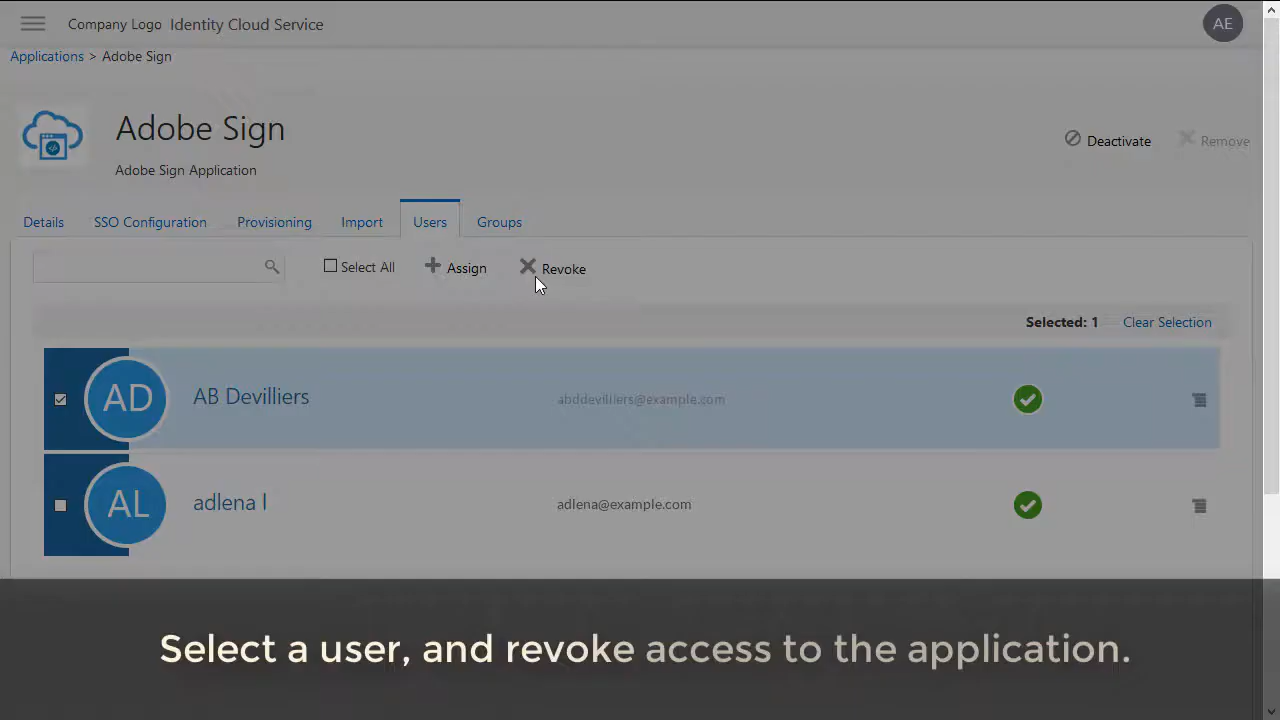 Company Logo Identity Cloud Service
AE
Applications > Adobe Sign
Adobe Sign
Deactivate
Remove
Adobe Sign Application
Details SSO Configuration Provisioning Import Users Groups
Select All Assign Revoke
Selected: 1 Clear Selection
AD AB Devilliers abddevilliers@example.com
AL adlena l adlena@example.com
Select a user, and revoke access to the application.